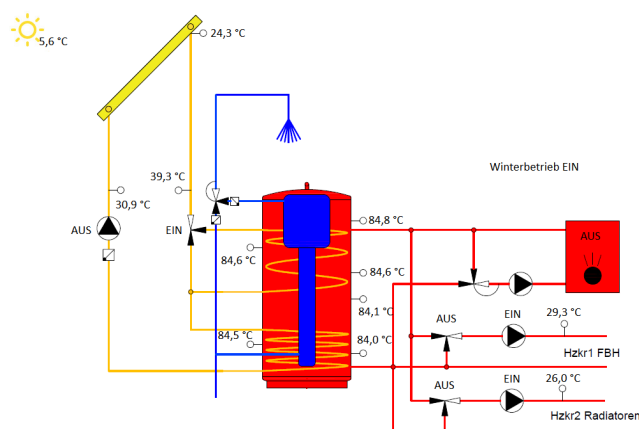 5,6 °C
24,3 °C
39,3 °C
30,9 °C
AUS
EIN
84,8 °C
84,6 °C
84,6 °C
84,1 °C
84,5 °C
84,0 °C
Winterbetrieb EIN
AUS
AUS
EIN
29,3 °C
Hzkr1 FBH
AUS
EIN
26,0 °C
Hzkr2 Radiatoren